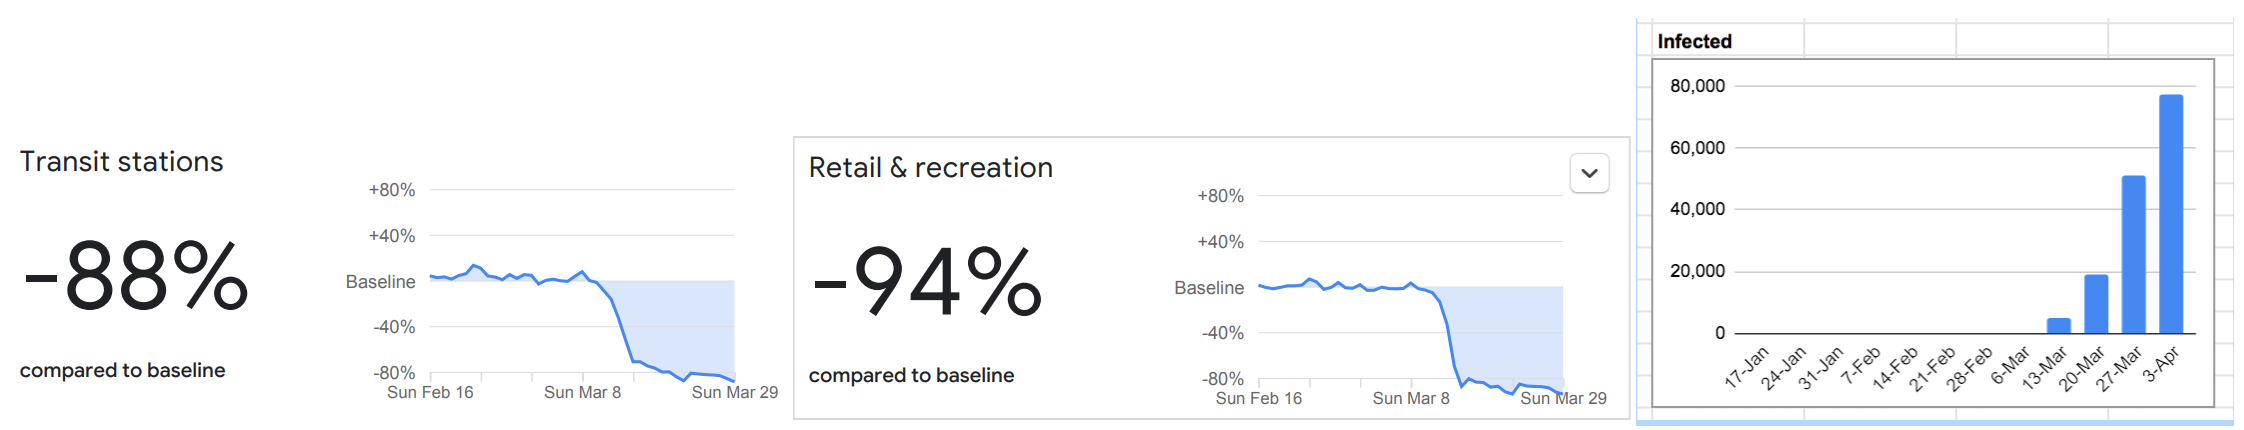 Transit stations
-88%
compared to baseline
+80%
+40%
Baseline
-40%
-80%
Sun Feb 16 Sun Mar 8 Sun Mar 29
Retail & recreation
-94%
compared to baseline
+80%
+40%
Baseline
-40%
-80%
Sun Feb 16 Sun Mar 8 Sun Mar 29
Infected
80,000
60,000
40,000
20,000
0
17-Jan 24-Jan 31-Jan 7-Feb 14-Feb 21-Feb 28-Feb 6-Mar 13-Mar 20-Mar 27-Mar 3-Apr